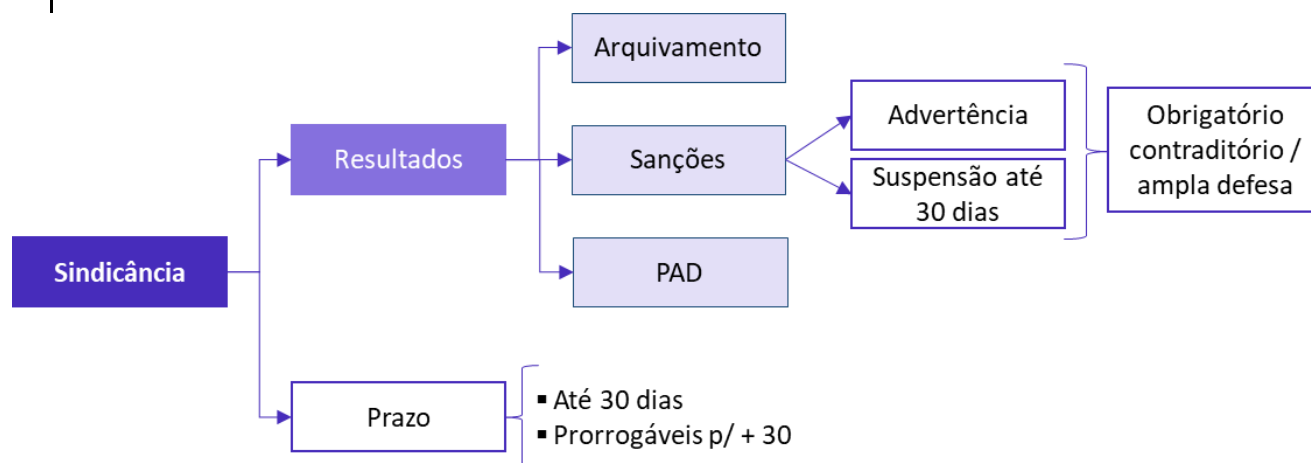 Sindicância
Resultados
Arquivamento
Sanções
Advertência
Suspensão até
30 dias
Obrigatório
contraditório /
ampla defesa
PAD
Prazo
▪ Até 30 dias
▪ Prorrogáveis p/ + 30